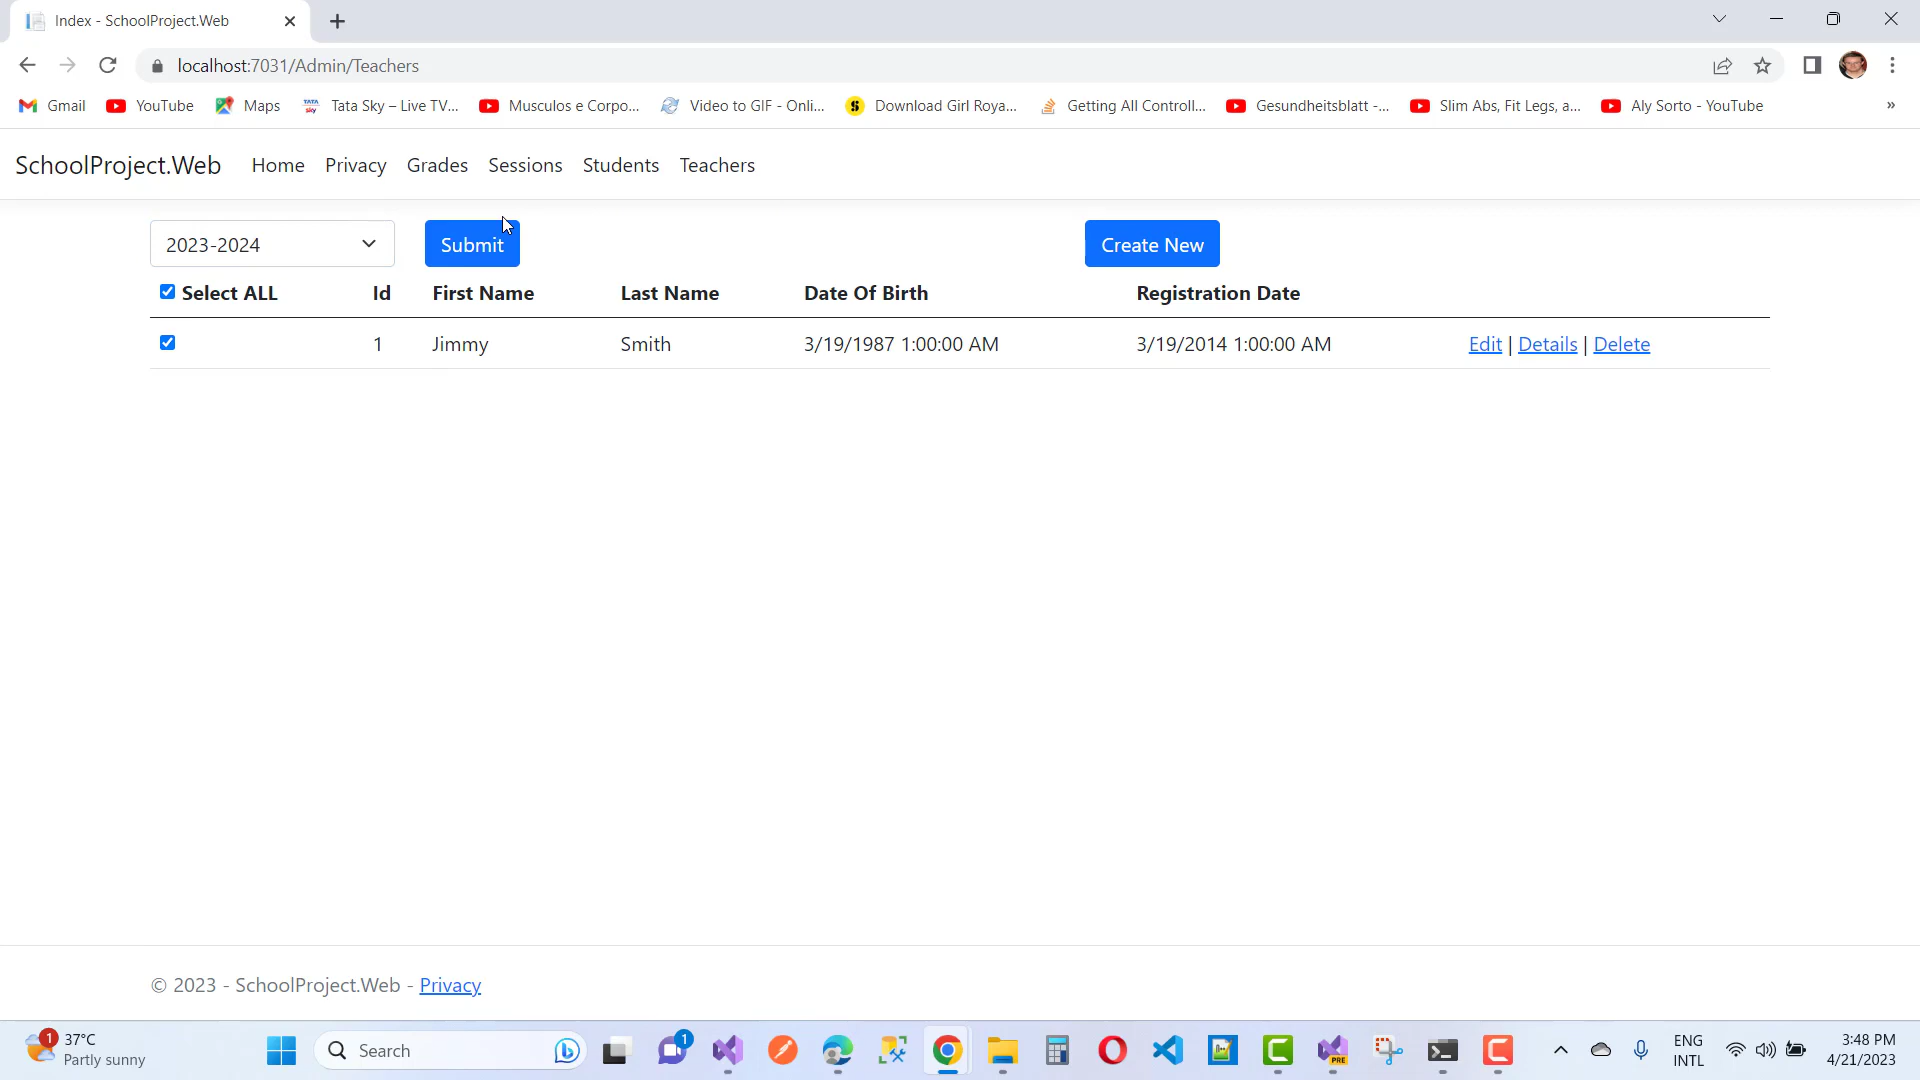 Index - SchoolProject.Web
localhost:7031/Admin/Teachers
Gmail YouTube Maps Tata Sky – Live TV... Musculos e Corpo... Video to GIF - Onli... Download Girl Roya... Getting All Controll... Gesundheitsblatt -... Slim Abs, Fit Legs, a... Aly Sorto - YouTube »
SchoolProject.Web Home Privacy Grades Sessions Students Teachers
2023-2024 Submit Create New
Select ALL Id First Name Last Name Date Of Birth Registration Date
1 Jimmy Smith 3/19/1987 1:00:00 AM 3/19/2014 1:00:00 AM Edit | Details | Delete
© 2023 - SchoolProject.Web - Privacy
1 37°C Partly sunny
Search
1
PRE
ENG INTL
3:48 PM
4/21/2023